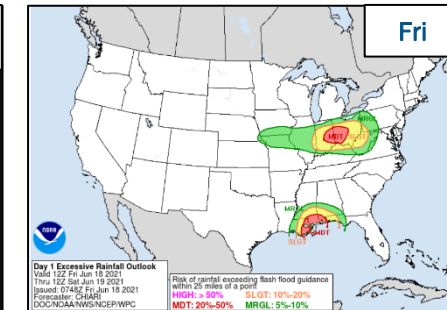 Fri
MRGL
MDT SLGT
MRGL
SLGT
MDT
noaa
Day 1 Excessive Rainfall Outlook
Valid 12Z Fri Jun 18 2021
Thru 12Z Sat Jun 19 2021
Issued: 0748Z Fri Jun 18 2021
Forecaster: CHIARI
DOC/NOAA/NWS/NCEP/WPC
Risk of rainfall exceeding flash flood guidance
within 25 miles of a point
HIGH: > 50% SLGT: 10%-20%
MDT: 20%-50% MRGL: 5%-10%